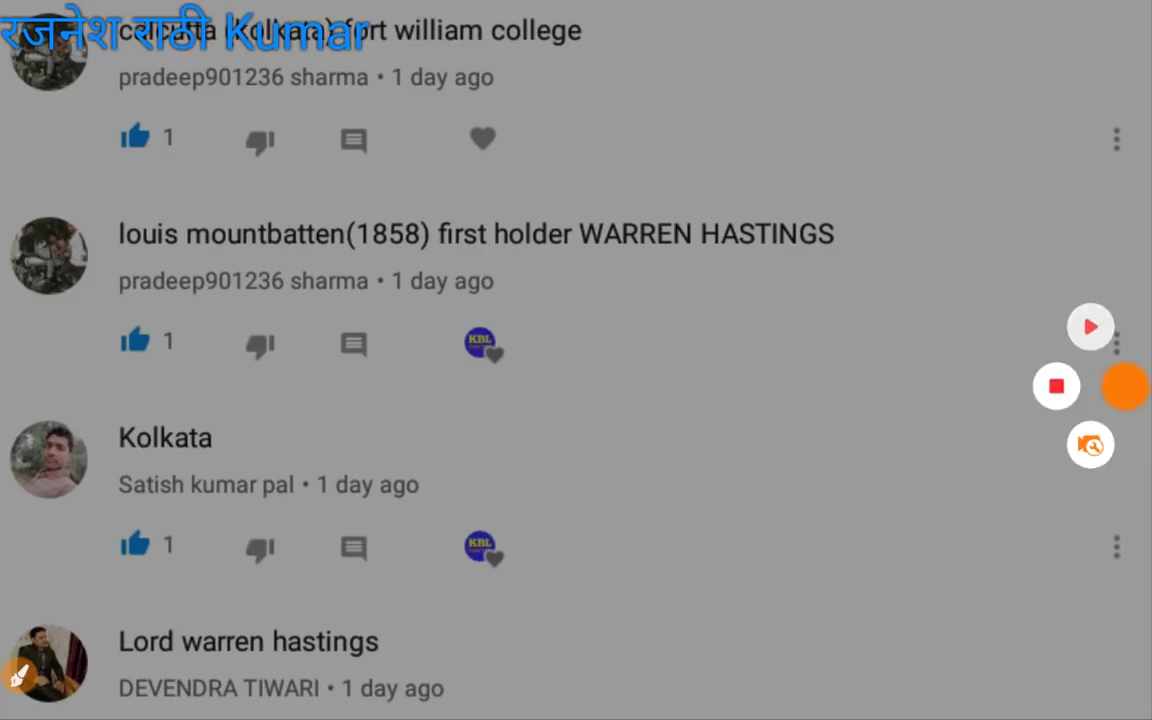 रजनेश राठी Kumar
calcutta (kolkata) fort william college
pradeep901236 sharma • 1 day ago
1
louis mountbatten(1858) first holder WARREN HASTINGS
pradeep901236 sharma • 1 day ago
1
KBL
Kolkata
Satish kumar pal • 1 day ago
1
KBL
Lord warren hastings
DEVENDRA TIWARI • 1 day ago